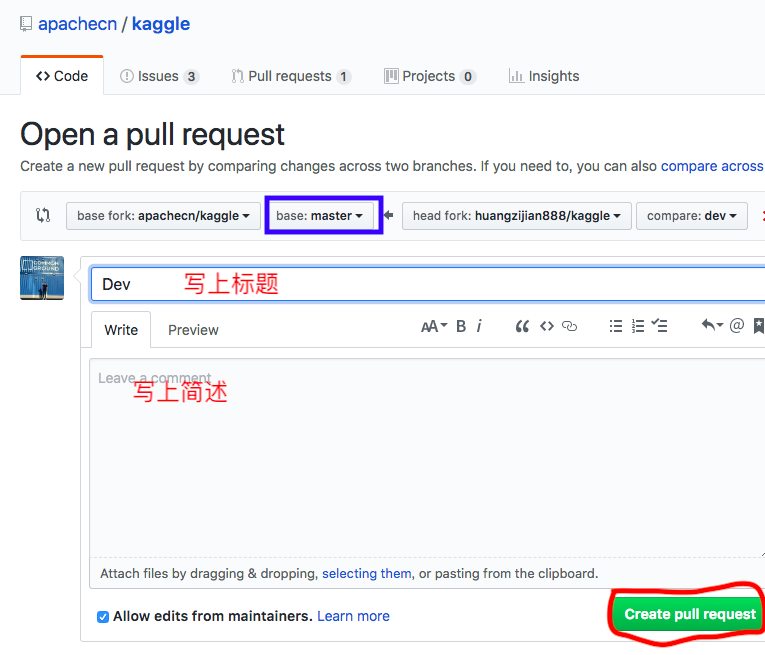 apachecn / kaggle
Code Issues 3 Pull requests 1 Projects 0 Insights
Open a pull request
Create a new pull request by comparing changes across two branches. If you need to, you can also compare across
base fork: apachecn/kaggle base: master head fork: huangzijian888/kaggle compare: dev
COMMON
GROUND
Dev 写上标题
Write Preview AA B i
Leave a comment
写上简述
Attach files by dragging & dropping, selecting them, or pasting from the clipboard.
Allow edits from maintainers. Learn more
Create pull request